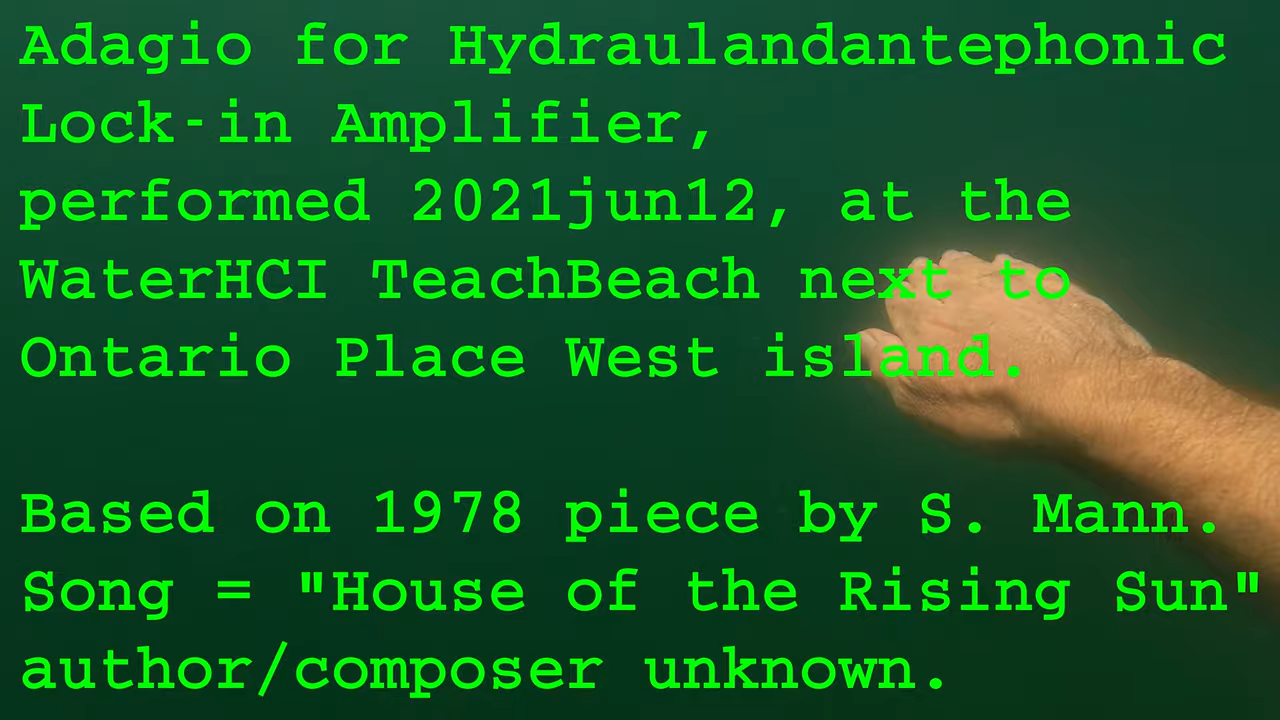 Adagio for Hydraulandantephonic
Lock-in Amplifier,
performed 2021jun12, at the
WaterHCI TeachBeach next to
Ontario Place West island.
Based on 1978 piece by S. Mann.
Song = "House of the Rising Sun"
author/composer unknown.